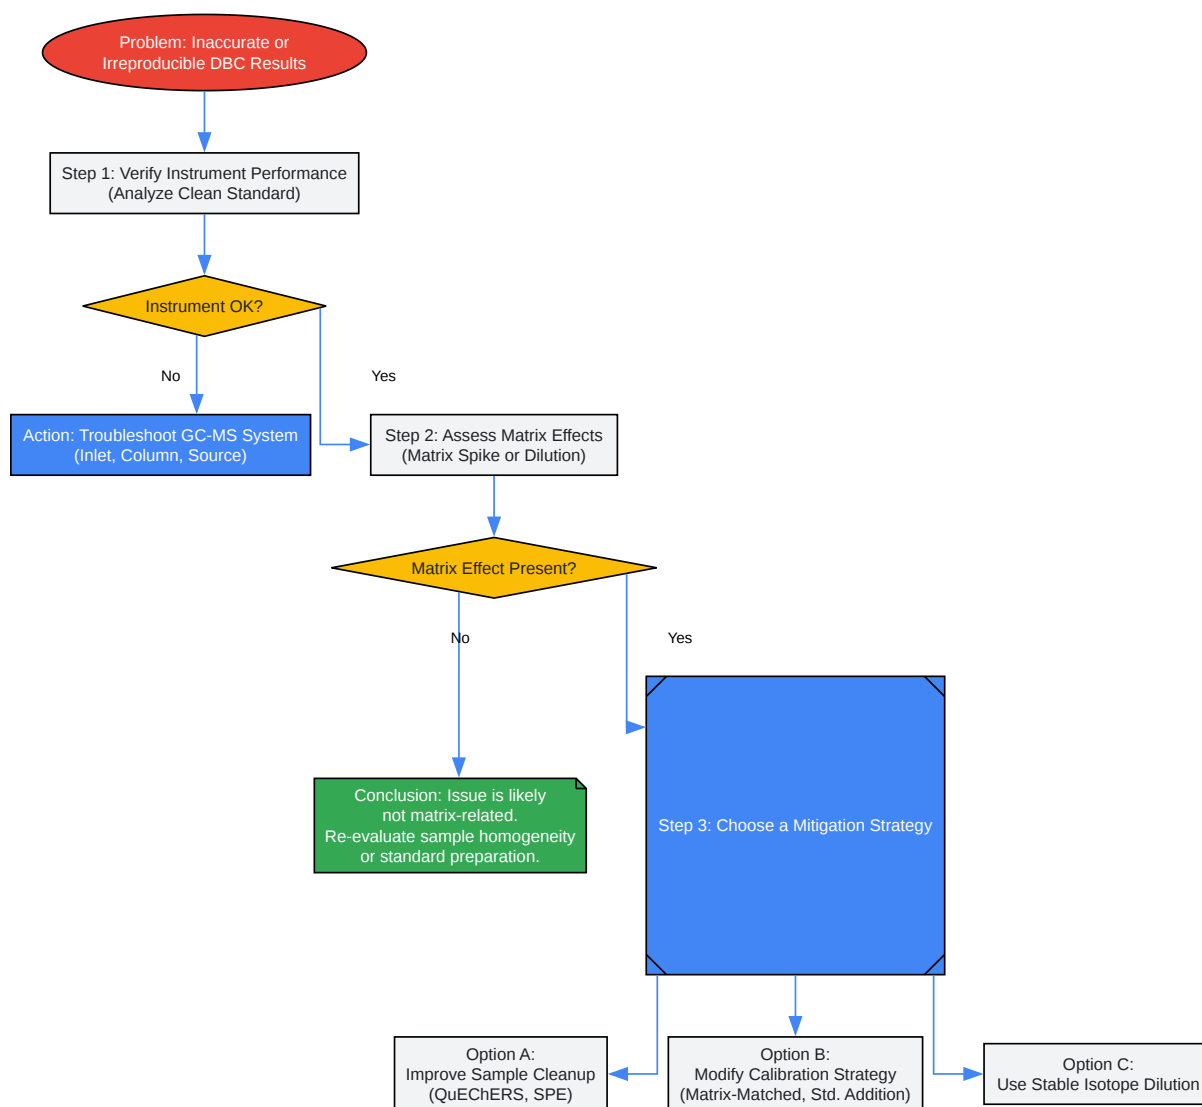 Problem: Inaccurate or
Irreproducible DBC Results
Step 1: Verify Instrument Performance
(Analyze Clean Standard)
Instrument OK?
No
Yes
Action: Troubleshoot GC-MS System
(Inlet, Column, Source)
Step 2: Assess Matrix Effects
(Matrix Spike or Dilution)
Matrix Effect Present?
No
Yes
Conclusion: Issue is likely
not matrix-related.
Re-evaluate sample homogeneity
or standard preparation.
Step 3: Choose a Mitigation Strategy
Option A:
Improve Sample Cleanup
(QuEChERS, SPE)
Option B:
Modify Calibration Strategy
(Matrix-Matched, Std. Addition)
Option C:
Use Stable Isotope Dilution